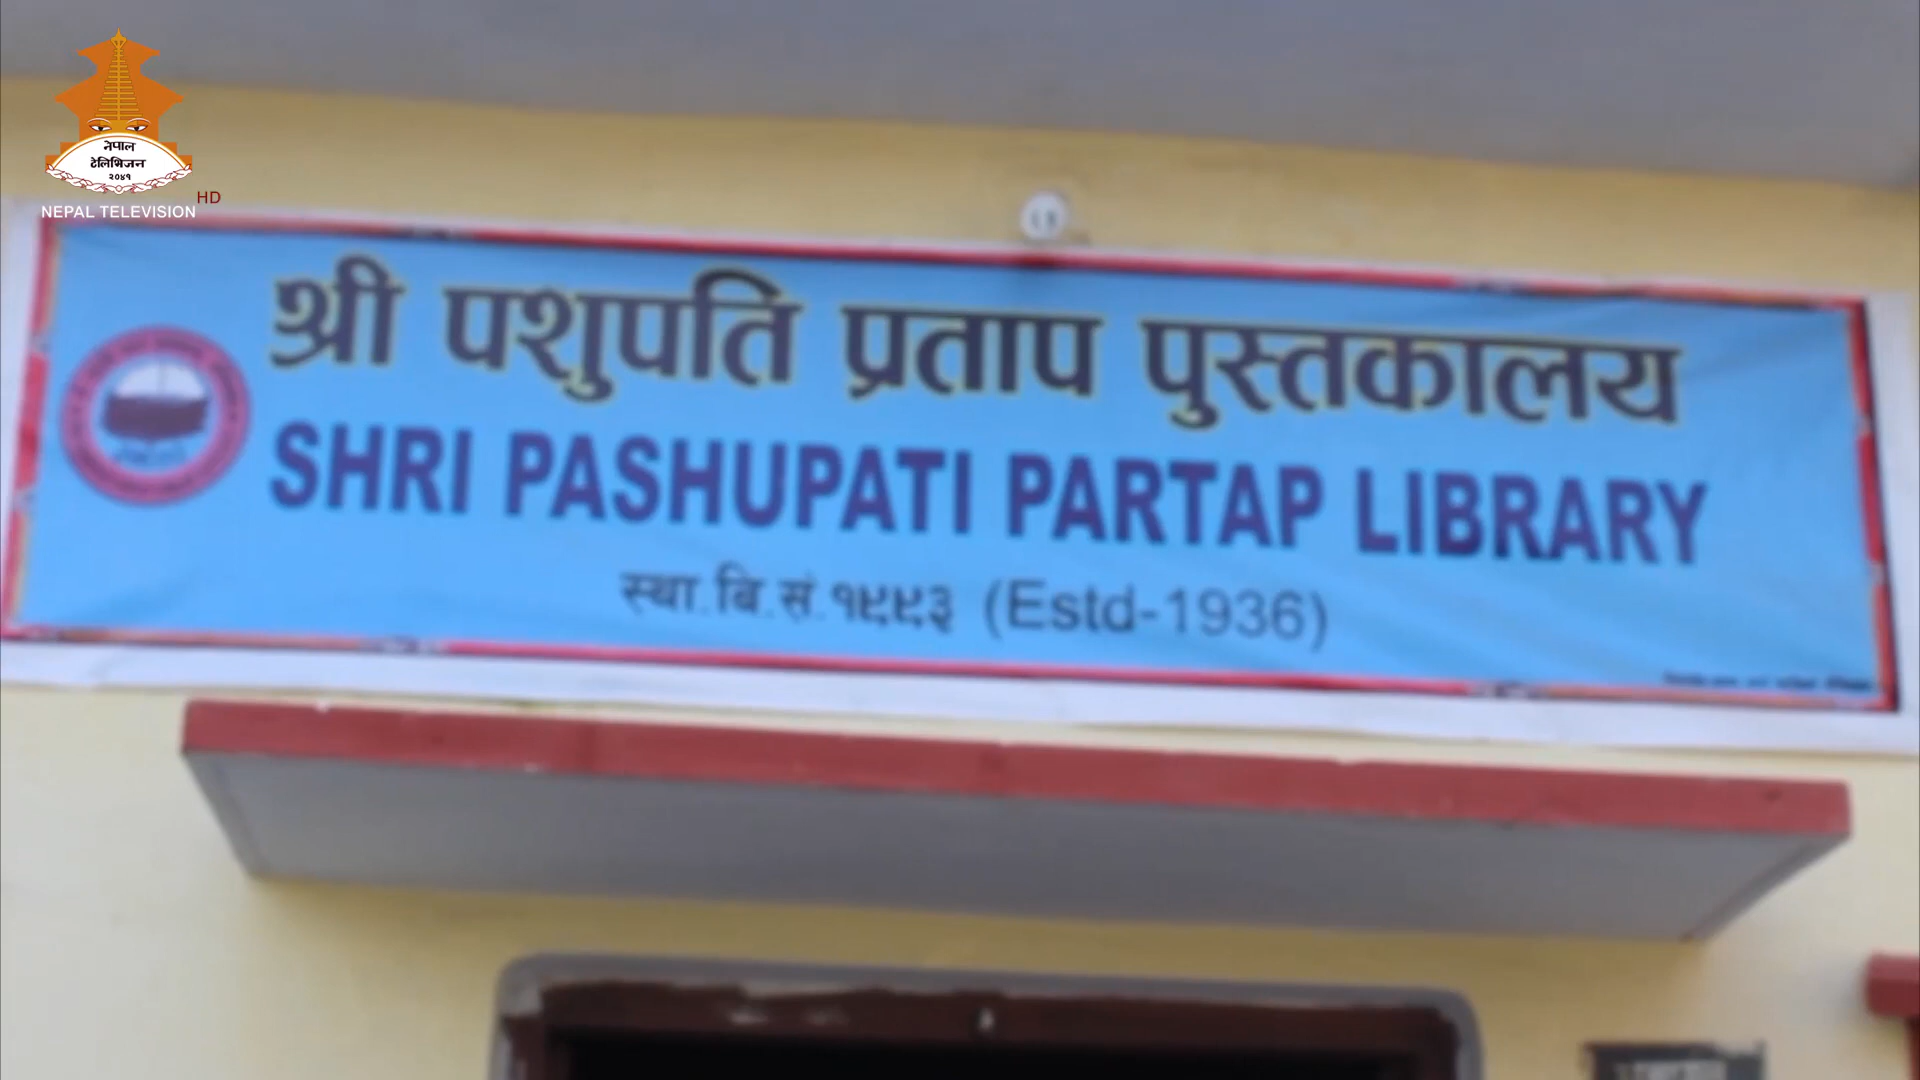 नेपाल
टेलिभिजन
२०४१
HD
NEPAL TELEVISION
श्री पशुपति प्रताप पुस्तकालय
SHRI PASHUPATI PARTAP LIBRARY
स्था.बि.सं.१९९३ (Estd-1936)